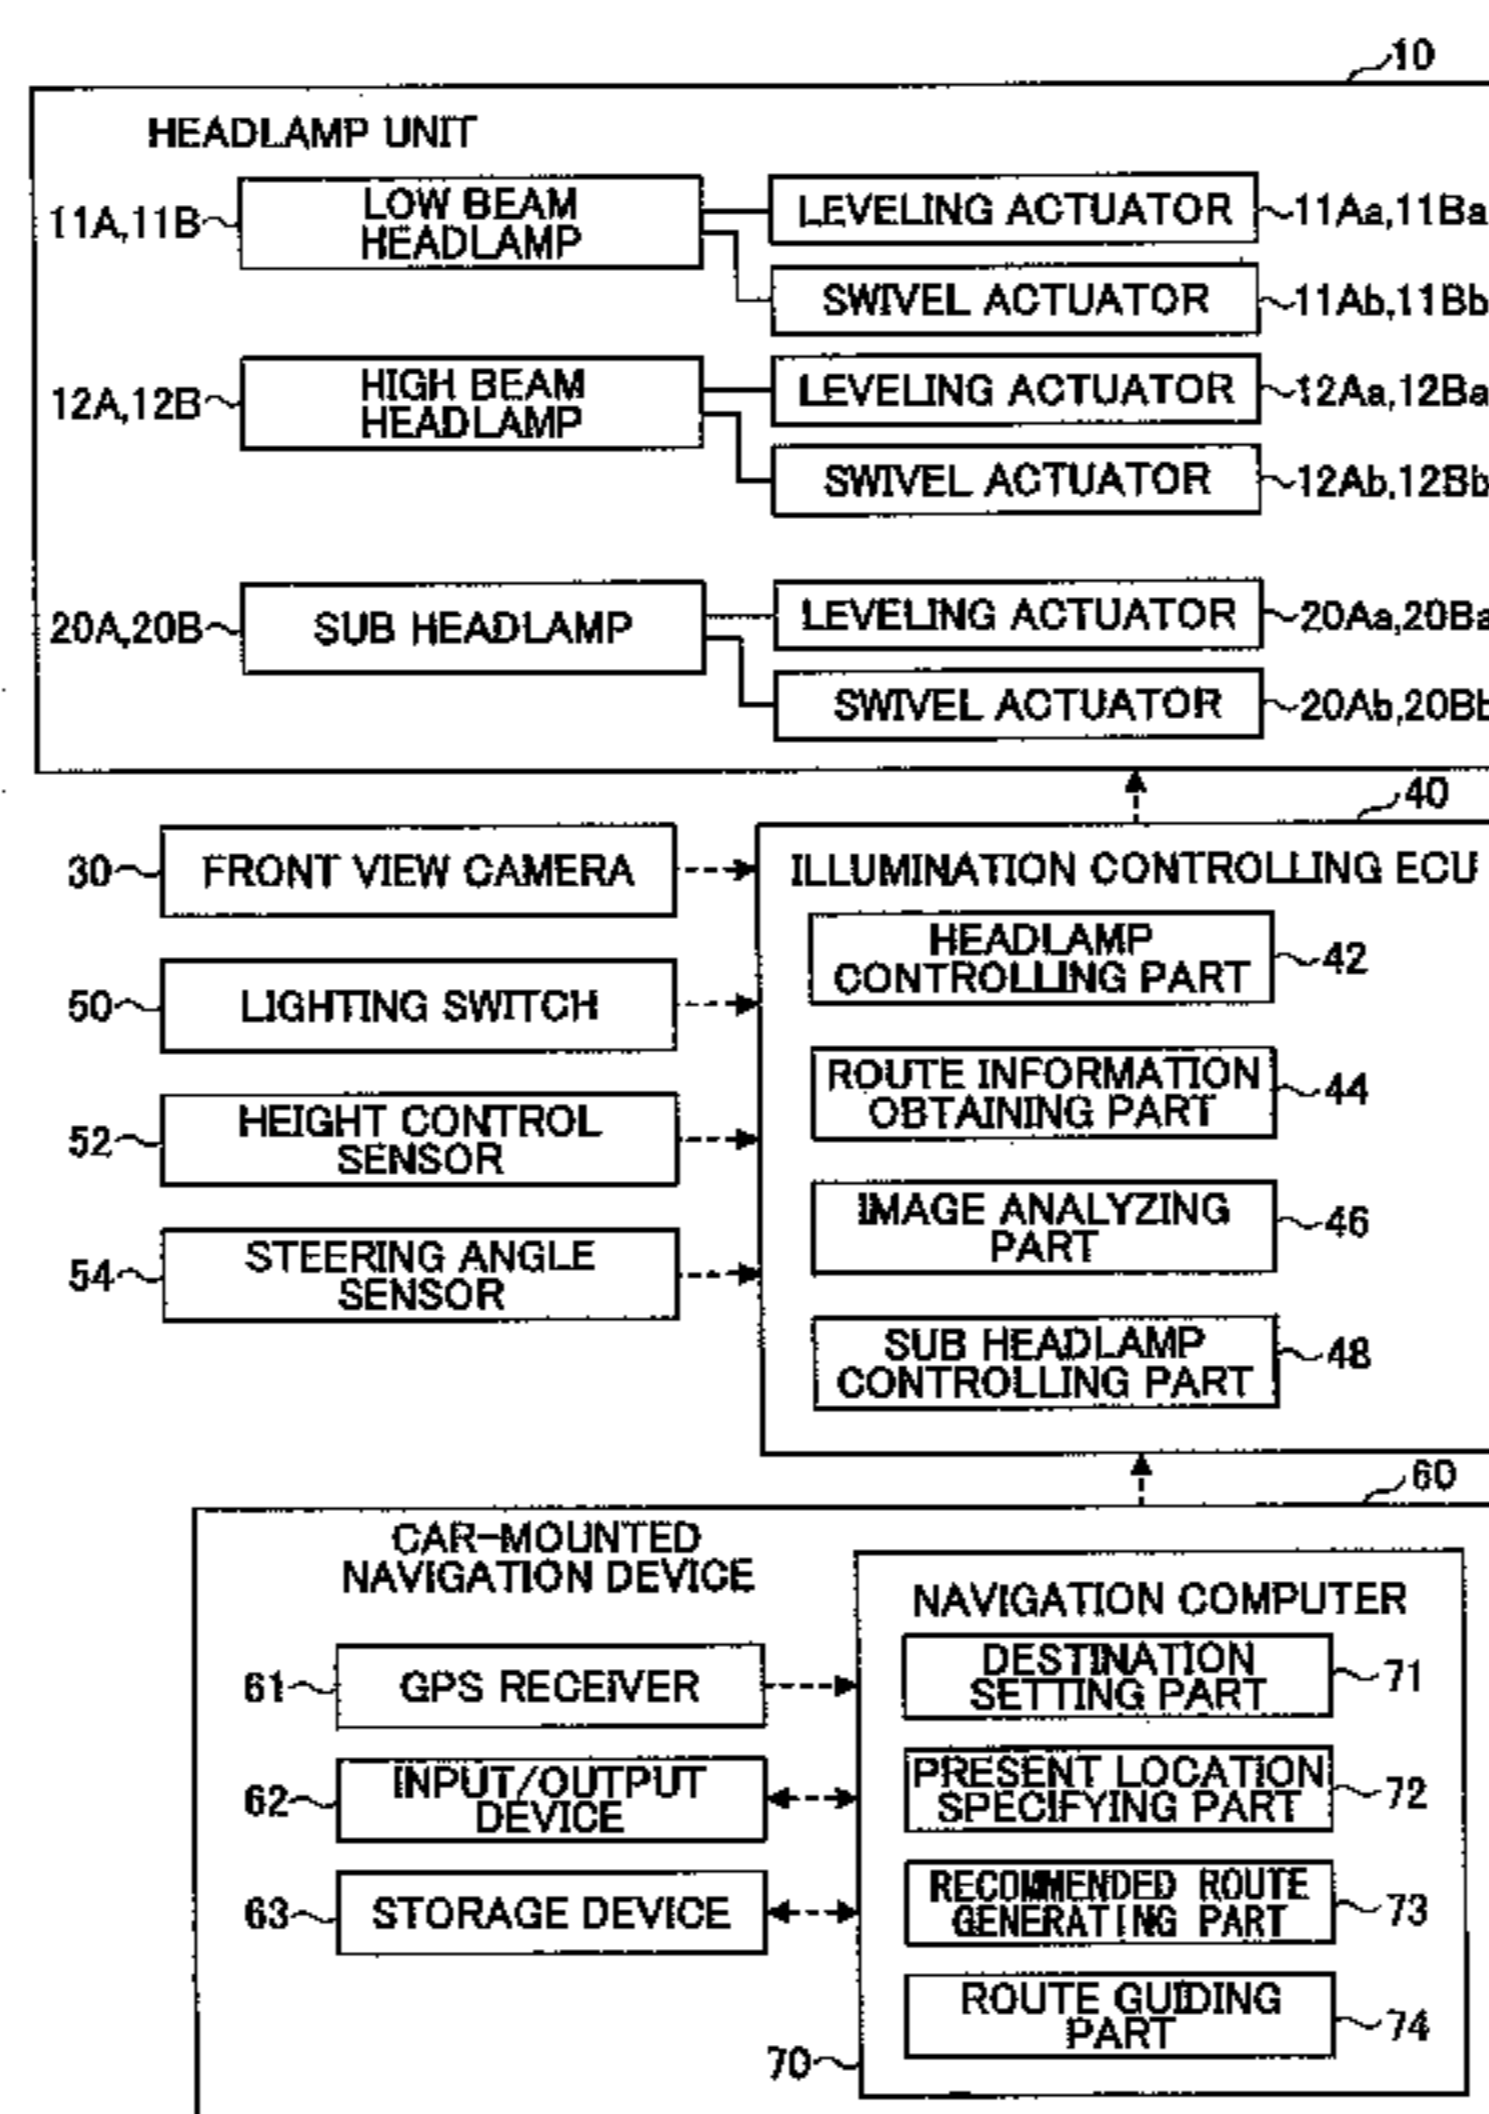 10
HEADLAMP UNIT
11A,11B
LOW BEAM
HEADLAMP
LEVELING ACTUATOR
11Aa,11Ba
SWIVEL ACTUATOR
11Ab,11Bb
12A,12B
HIGH BEAM
HEADLAMP
LEVELING ACTUATOR
12Aa,12Ba
SWIVEL ACTUATOR
12Ab,12Bb
20A,20B
SUB HEADLAMP
LEVELING ACTUATOR
20Aa,20Ba
SWIVEL ACTUATOR
20Ab,20Bb
40
30
FRONT VIEW CAMERA
50
LIGHTING SWITCH
52
HEIGHT CONTROL
SENSOR
54
STEERING ANGLE
SENSOR
ILLUMINATION CONTROLLING ECU
HEADLAMP
CONTROLLING PART
42
ROUTE INFORMATION
OBTAINING PART
44
IMAGE ANALYZING
PART
46
SUB HEADLAMP
CONTROLLING PART
48
60
CAR-MOUNTED
NAVIGATION DEVICE
61
GPS RECEIVER
62
INPUT/OUTPUT
DEVICE
63
STORAGE DEVICE
NAVIGATION COMPUTER
DESTINATION
SETTING PART
71
PRESENT LOCATION
SPECIFYING PART
72
RECOMMENDED ROUTE
GENERATING PART
73
ROUTE GUIDING
PART
74
70